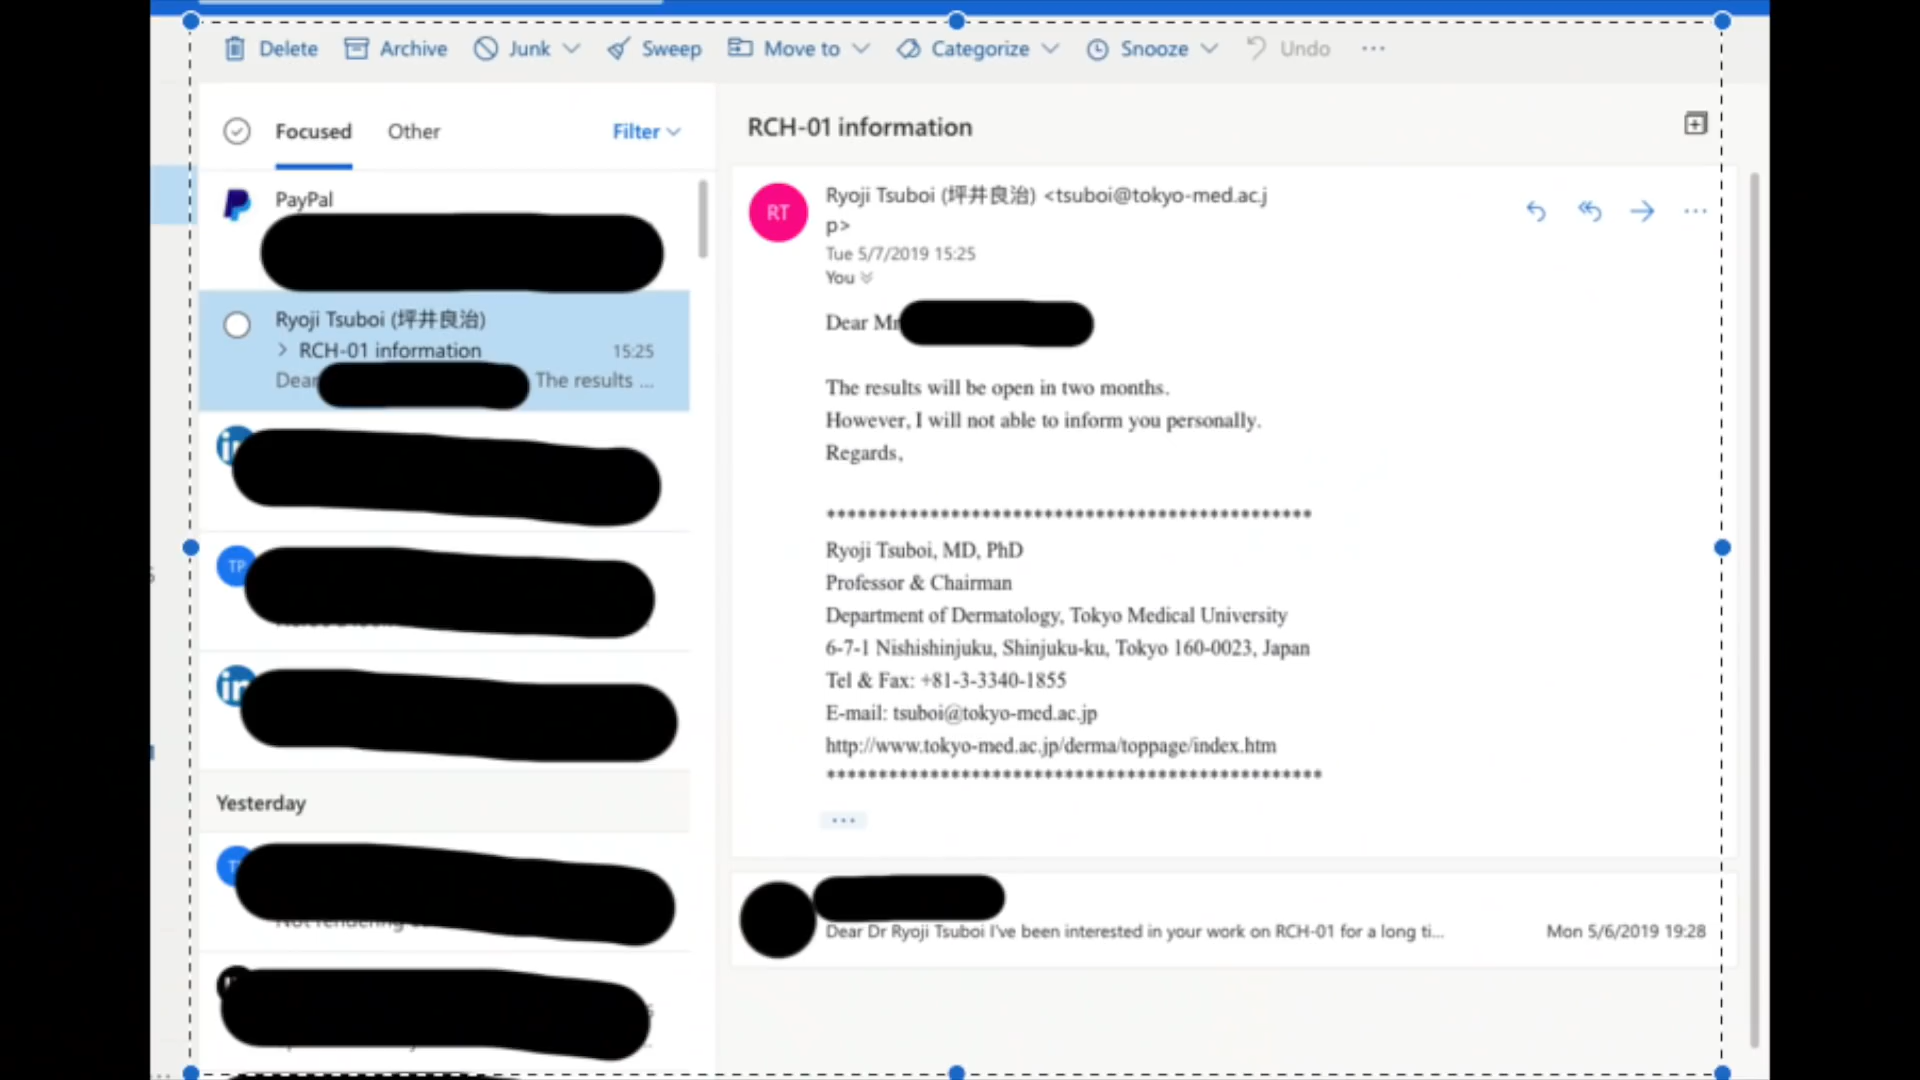 Delete Archive Junk Sweep Move to Categorize Snooze Undo
Focused Other Filter
PayPal
Ryoji Tsuboi (坪井良治)
RCH-01 information 15:25
Dear The results ...
TP
Yesterday
RCH-01 information
RT
Ryoji Tsuboi (坪井良治) <tsuboi@tokyo-med.ac.j
p>
Tue 5/7/2019 15:25
You
Dear Mr
The results will be open in two months.
However, I will not able to inform you personally.
Regards,
***********************************************
Ryoji Tsuboi, MD, PhD
Professor & Chairman
Department of Dermatology, Tokyo Medical University
6-7-1 Nishishinjuku, Shinjuku-ku, Tokyo 160-0023, Japan
Tel & Fax: +81-3-3340-1855
E-mail: tsuboi@tokyo-med.ac.jp
http://www.tokyo-med.ac.jp/derma/toppage/index.htm
************************************************
Dear Dr Ryoji Tsuboi I've been interested in your work on RCH-01 for a long ti... Mon 5/6/2019 19:28